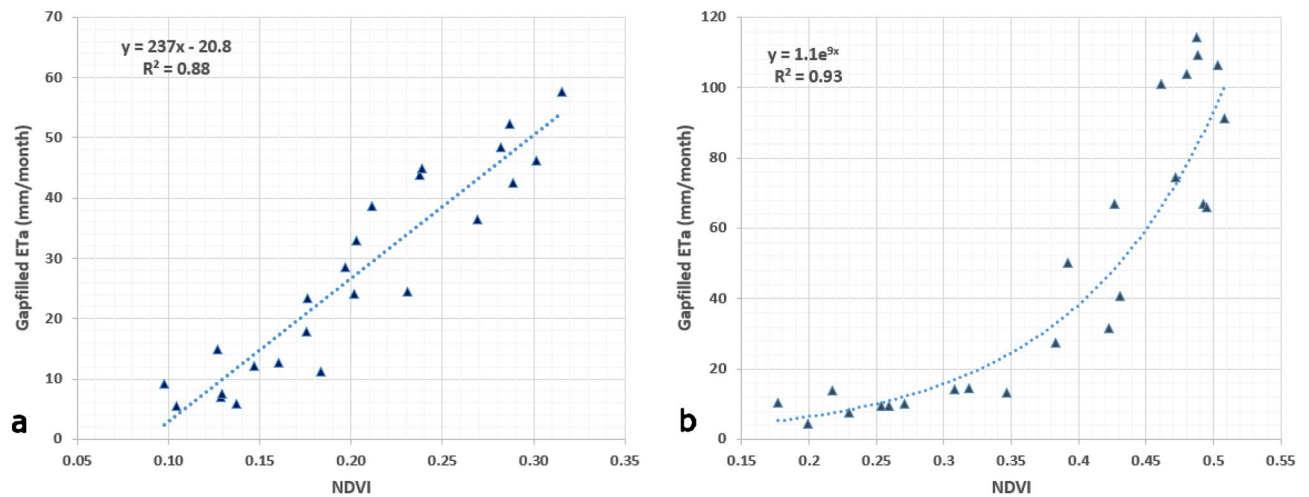 70
60
50
40
30
20
10
0
Gapfilled ETa (mm/month)
y = 237x - 20.8
R² = 0.88
a
0.05 0.10 0.15 0.20 0.25 0.30 0.35
NDVI
120
100
80
60
40
20
0
Gapfilled ETa (mm/month)
y = 1.1e⁹ˣ
R² = 0.93
b
0.15 0.2 0.25 0.3 0.35 0.4 0.45 0.5 0.55
NDVI